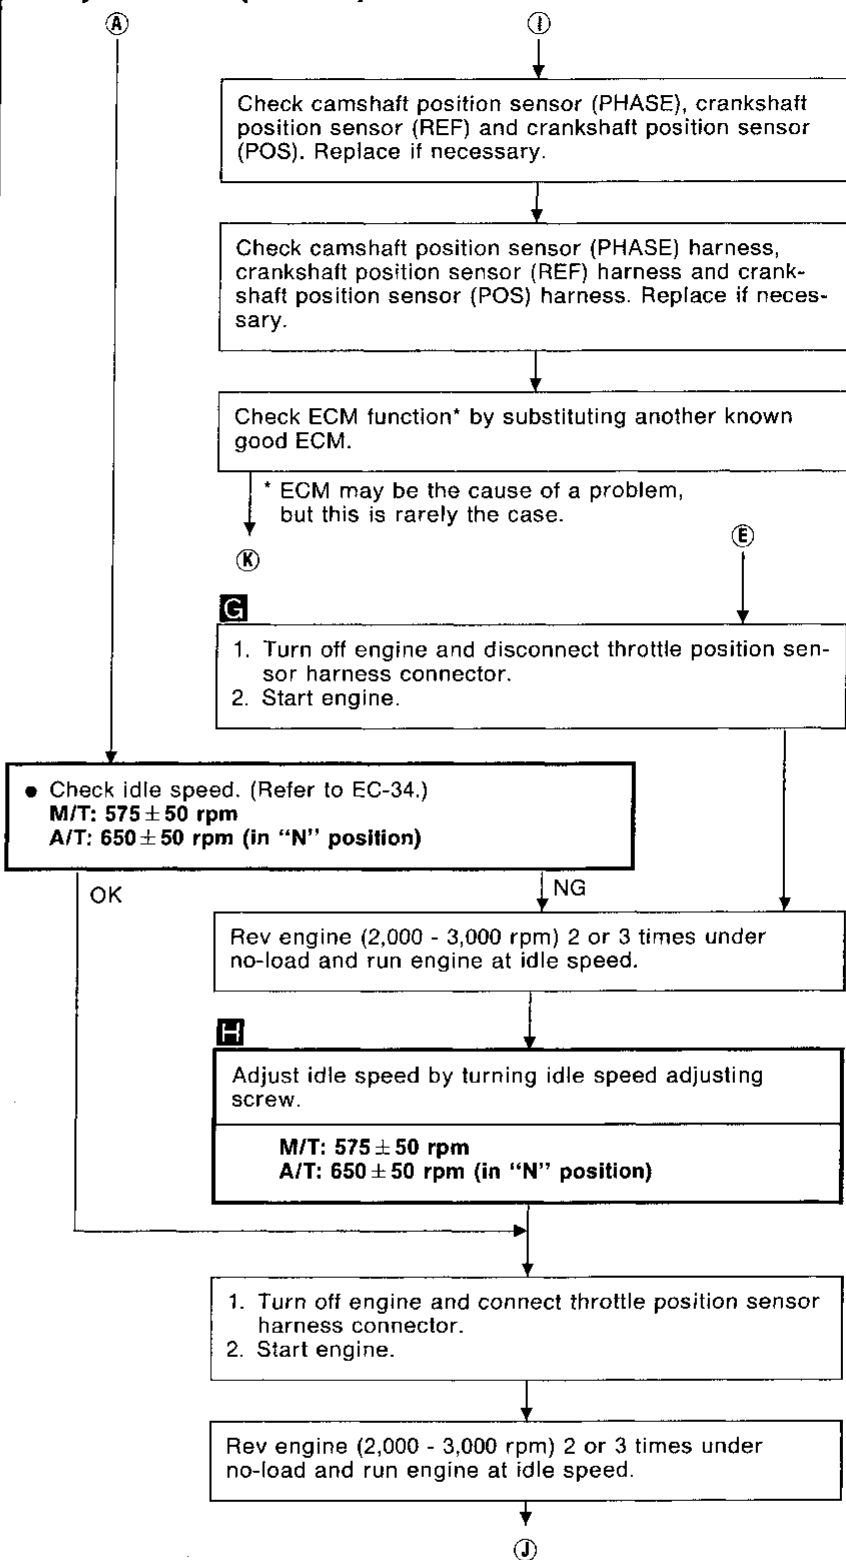 A
I
Check camshaft position sensor (PHASE), crankshaft
position sensor (REF) and crankshaft position sensor
(POS). Replace if necessary.
Check camshaft position sensor (PHASE) harness,
crankshaft position sensor (REF) harness and crank-
shaft position sensor (POS) harness. Replace if neces-
sary.
Check ECM function* by substituting another known
good ECM.
* ECM may be the cause of a problem,
but this is rarely the case.
K
E
G
1. Turn off engine and disconnect throttle position sen-
sor harness connector.
2. Start engine.
● Check idle speed. (Refer to EC-34.)
M/T: 575±50 rpm
A/T: 650±50 rpm (in “N” position)
OK
NG
Rev engine (2,000 - 3,000 rpm) 2 or 3 times under
no-load and run engine at idle speed.
H
Adjust idle speed by turning idle speed adjusting
screw.
M/T: 575±50 rpm
A/T: 650±50 rpm (in “N” position)
1. Turn off engine and connect throttle position sensor
harness connector.
2. Start engine.
Rev engine (2,000 - 3,000 rpm) 2 or 3 times under
no-load and run engine at idle speed.
J